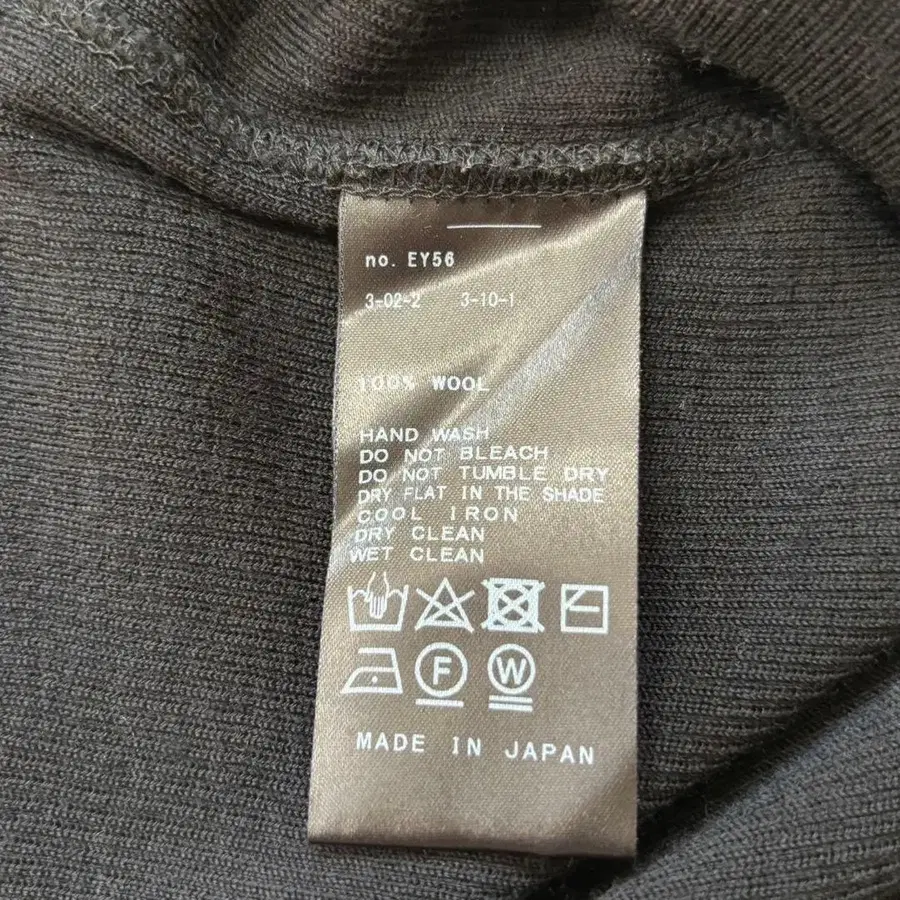 no. EY56
3-02-2 3-10-1
100% WOOL
HAND WASH
DO NOT BLEACH
DO NOT TUMBLE DRY
DRY FLAT IN THE SHADE
COOL IRON
DRY CLEAN
WET CLEAN
F W
MADE IN JAPAN